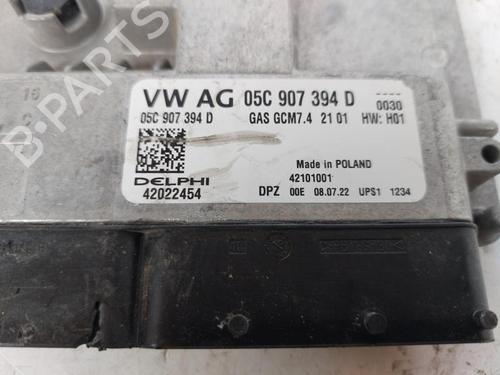 VW AG 05C 907 394 D
0030
05C 907 394 D GAS GCM7.4 21 01 HW: H01
Made in POLAND
42101001
DELPHI
42022454
DPZ 00E 08.07.22 UPS1 1234
B-PARTS